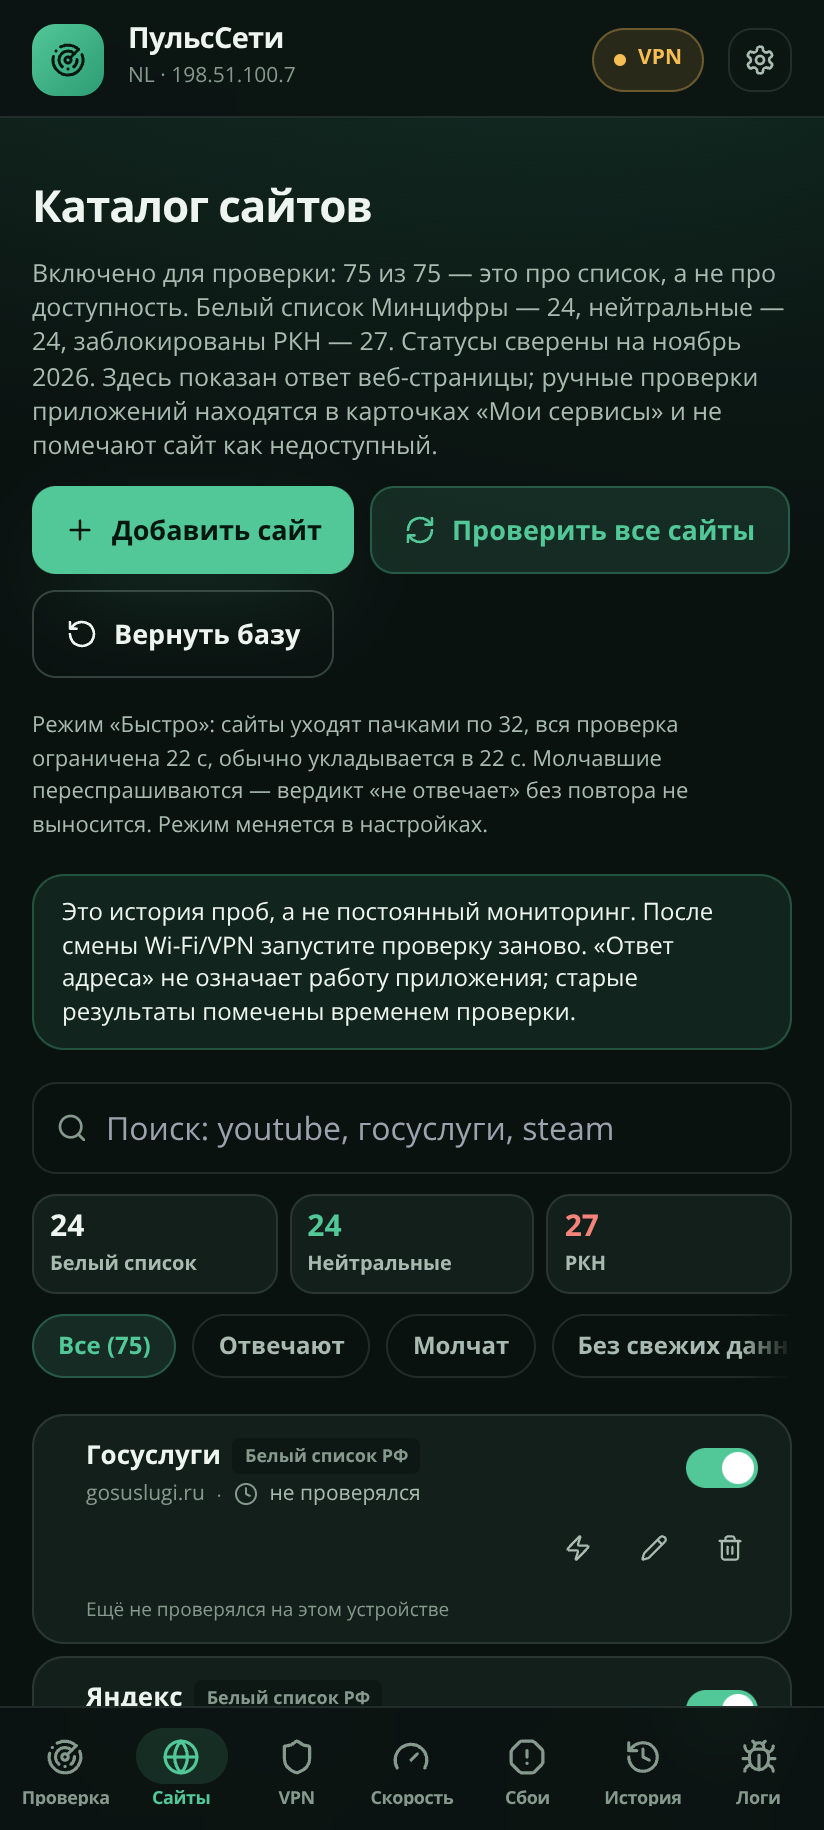 ПульсСети
NL · 198.51.100.7
VPN
Каталог сайтов
Включено для проверки: 75 из 75 — это про список, а не про
доступность. Белый список Минцифры — 24, нейтральные —
24, заблокированы РКН — 27. Статусы сверены на ноябрь
2026. Здесь показан ответ веб-страницы; ручные проверки
приложений находятся в карточках «Мои сервисы» и не
помечают сайт как недоступный.
Добавить сайт
Проверить все сайты
Вернуть базу
Режим «Быстро»: сайты уходят пачками по 32, вся проверка
ограничена 22 с, обычно укладывается в 22 с. Молчавшие
переспрашиваются — вердикт «не отвечает» без повтора не
выносится. Режим меняется в настройках.
Это история проб, а не постоянный мониторинг. После
смены Wi-Fi/VPN запустите проверку заново. «Ответ
адреса» не означает работу приложения; старые
результаты помечены временем проверки.
Поиск: youtube, госуслуги, steam
24
Белый список
24
Нейтральные
27
РКН
Все (75)
Отвечают
Молчат
Без свежих данн
Госуслуги
Белый список РФ
gosuslugi.ru · не проверялся
Ещё не проверялся на этом устройстве
Яндекс
Белый список РФ
Проверка
Сайты
VPN
Скорость
Сбои
История
Логи